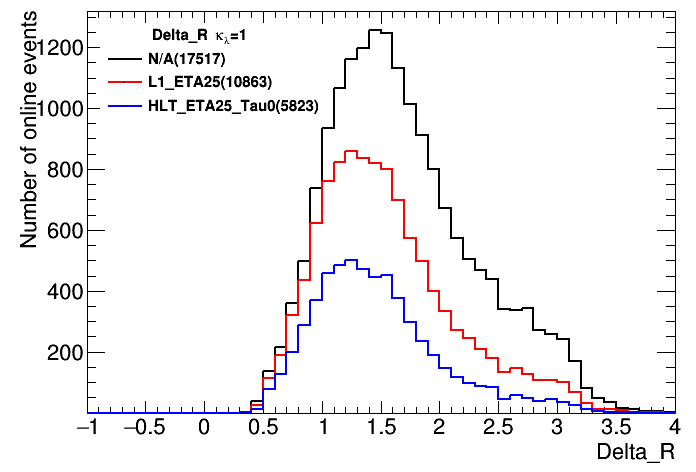 Delta_R κλ=1
N/A(17517)
L1_ETA25(10863)
HLT_ETA25_Tau0(5823)
Number of online events
1200
1000
800
600
400
200
−1 −0.5 0 0.5 1 1.5 2 2.5 3 3.5 4
Delta_R